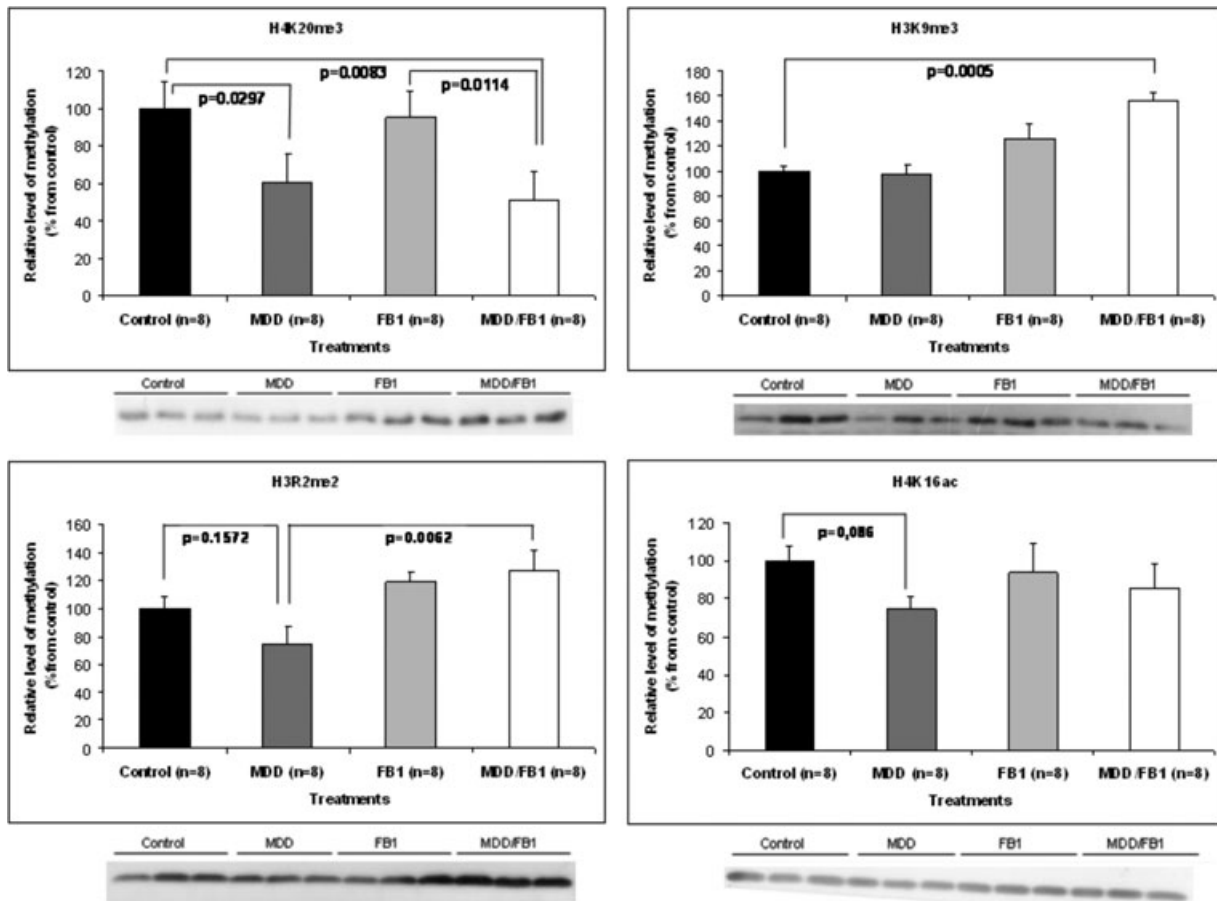 H4K20me3
Relative level of methylation
(% from control)
120
100
80
60
40
20
0
p=0.0083
p=0.0297
p=0.0114
Control (n=8) MDD (n=8) FB1 (n=8) MDD/FB1 (n=8)
Treatments
Control MDD FB1 MDD/FB1
H3K9me3
Relative level of methylation
(% from control)
180
160
140
120
100
80
60
40
20
0
p=0.0005
Control (n=8) MDD (n=8) FB1 (n=8) MDD/FB1 (n=8)
Treatments
Control MDD FB1 MDD/FB1
H3R2me2
Relative level of methylation
(%from control)
160
140
120
100
80
60
40
20
0
p=0.1572
p=0.0062
Control (n=8) MDD (n=8) FB1 (n=8) MDD/FB1 (n=8)
Treatments
Control MDD FB1 MDD/FB1
H4K16ac
Relative level of methylation
(% from control)
120
100
80
60
40
20
0
p=0,086
Control (n=8) MDD (n=8) FB1 (n=8) MDD/FB1 (n=8)
Treatments
Control MDD FB1 MDD/FB1